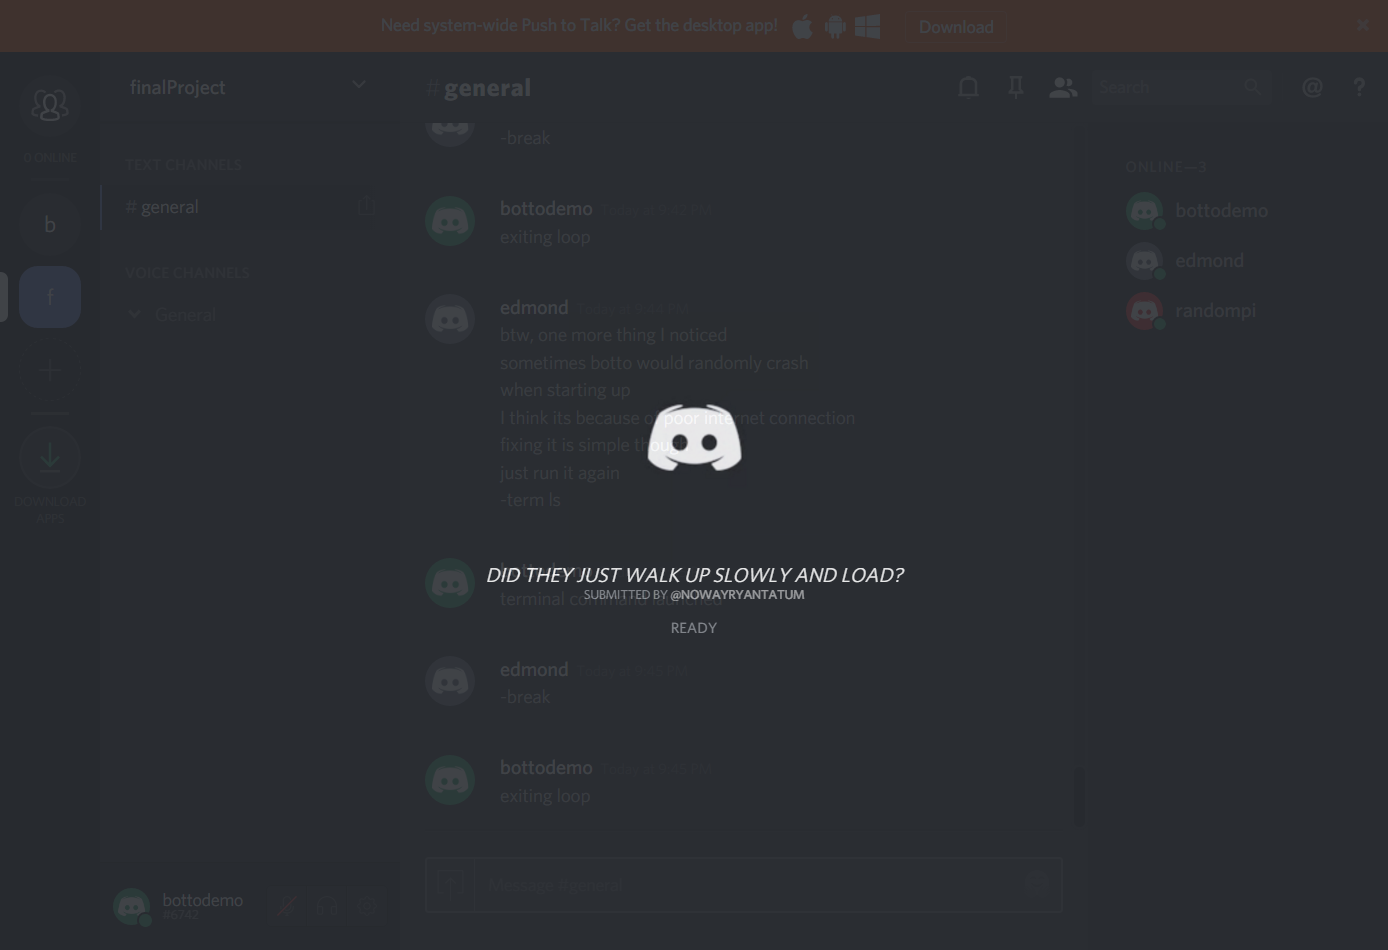 Need system-wide Push to Talk? Get the desktop app!
Download
finalProject
# general
Search
@
?
0 ONLINE
TEXT CHANNELS
# general
b
VOICE CHANNELS
f
General
DOWNLOAD
APPS
-break
bottodemo
exiting loop
edmond
btw, one more thing I noticed
sometimes botto would randomly crash
when starting up
I think its because of poor internet connection
fixing it is simple though
just run it again
-term ls
terminal command launched
DID THEY JUST WALK UP SLOWLY AND LOAD?
SUBMITTED BY @NOWAYRYANTATUM
READY
edmond
-break
bottodemo
exiting loop
Message #general
bottodemo
#6742
ONLINE—3
bottodemo
edmond
randompi